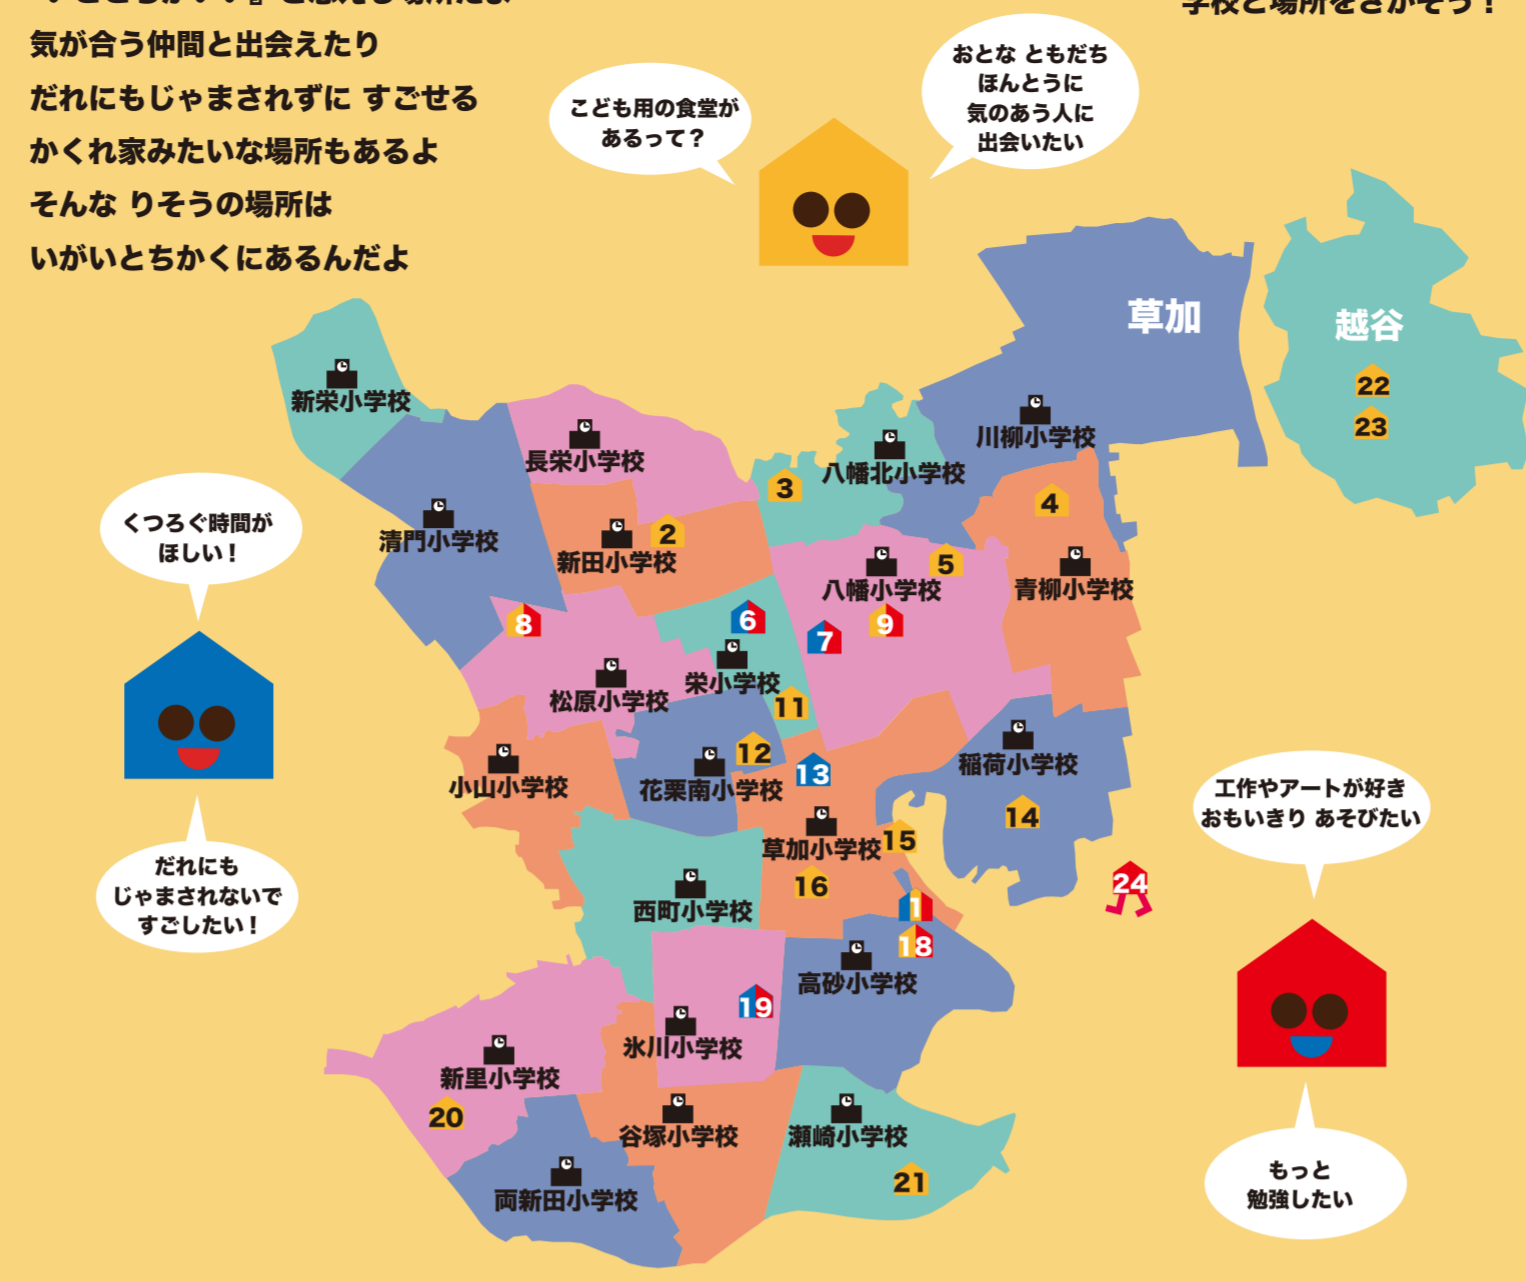 学校と場所をさがそう！
気が合う仲間と出会えたり
だれにもじゃまされずに すごせる
かくれ家みたいな場所もあるよ
そんな りそうの場所は
いがいとちかくにあるんだよ
こども用の食堂が
あるって？
おとな ともだち
ほんとうに
気のあう人に
出会いたい
草加
越谷
22
23
新栄小学校
長栄小学校
八幡北小学校
川柳小学校
3
4
清門小学校
新田小学校
2
八幡小学校
5
青柳小学校
くつろぐ時間が
ほしい！
8
6
7
9
松原小学校
栄小学校
11
小山小学校
花栗南小学校
12
13
稲荷小学校
14
草加小学校
15
16
西町小学校
1
18
高砂小学校
24
だれにも
じゃまされないで
すごしたい！
工作やアートが好き
おもいきり あそびたい
氷川小学校
19
新里小学校
20
谷塚小学校
瀬崎小学校
21
両新田小学校
もっと
勉強したい